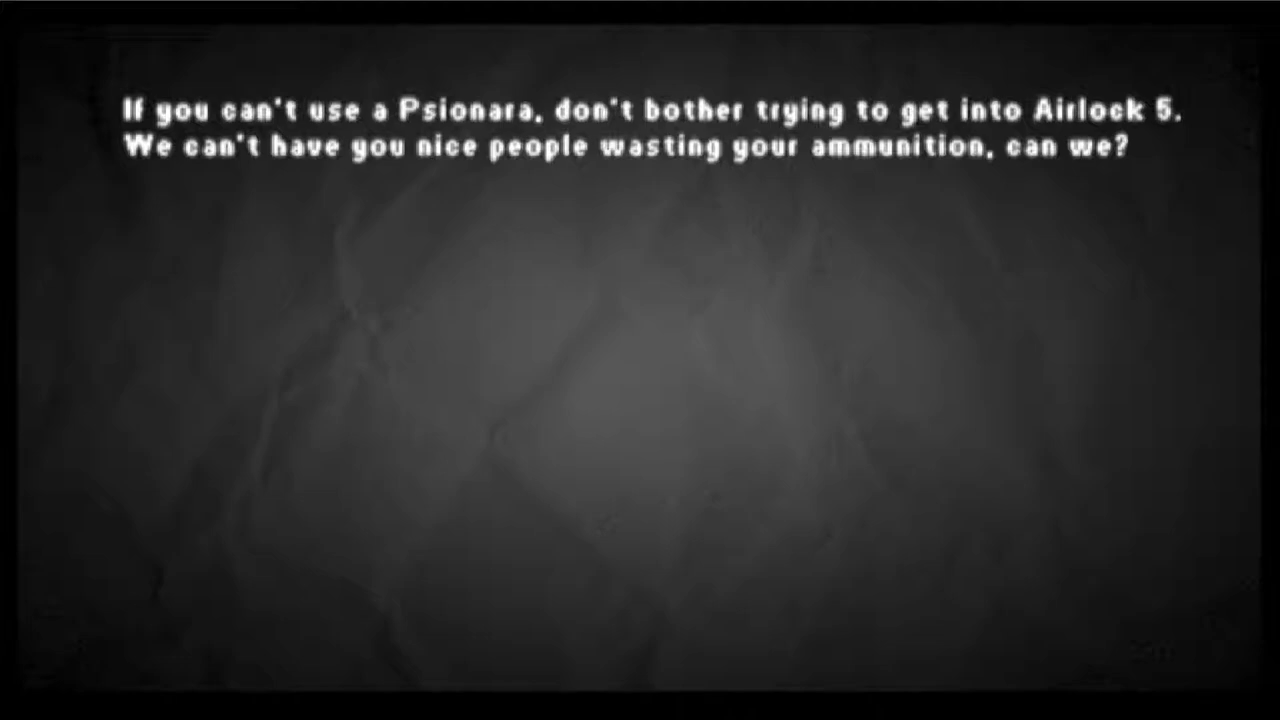 If you can't use a Psionara, don't bother trying to get into Airlock 5.
We can't have you nice people wasting your ammunition, can we?